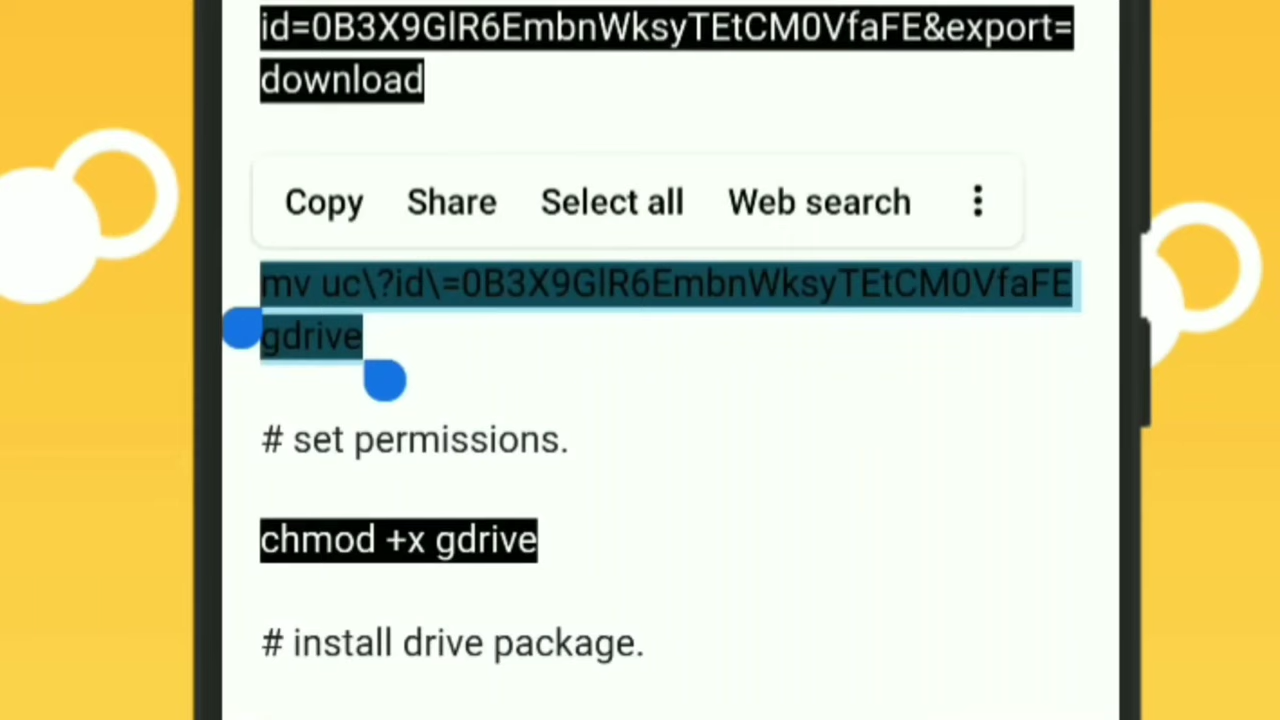 id=0B3X9GlR6EmbnWksyTEtCM0VfaFE&export=
download
Copy Share Select all Web search
mv uc\?id\=0B3X9GlR6EmbnWksyTEtCM0VfaFE
gdrive
# set permissions.
chmod +x gdrive
# install drive package.